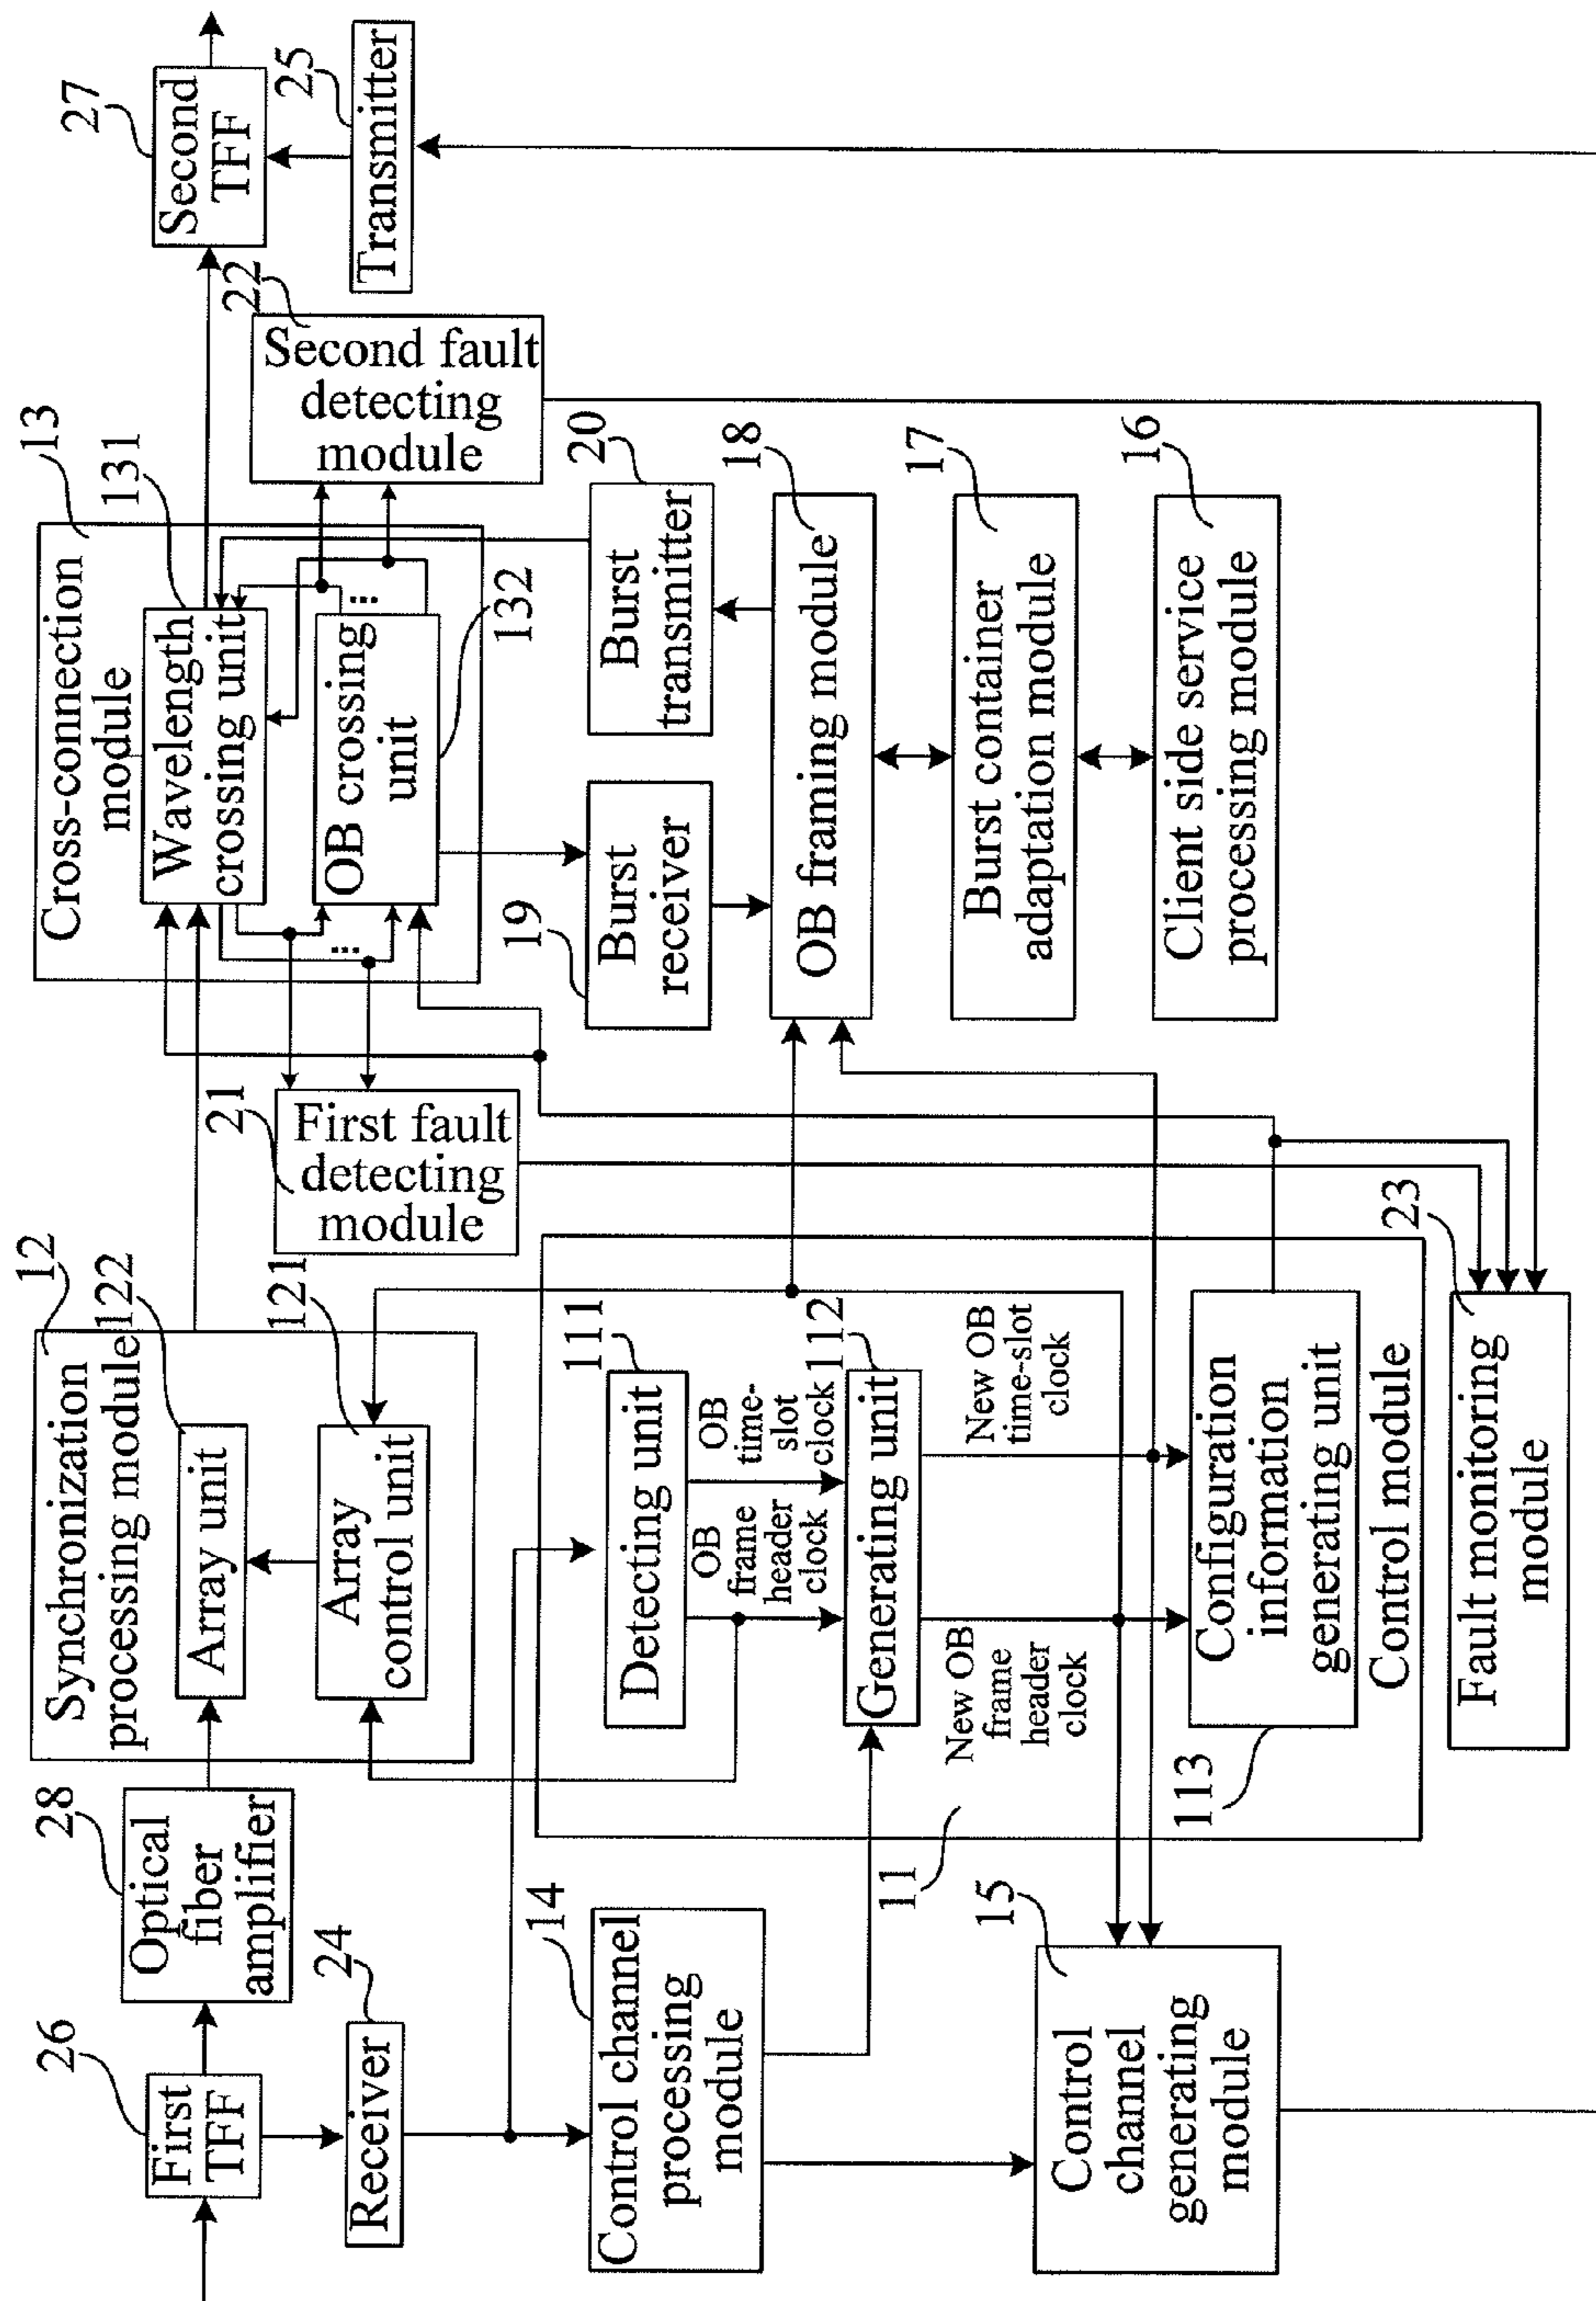 26
First
TFF
28
Optical
fiber
amplifier
24
Receiver
12
Synchronization
processing module
122
Array unit
121
Array
control unit
13
Cross-connection
module
131
Wavelength
crossing unit
...
...
OB crossing
unit
132
27
Second
TFF
25
Transmitter
22
Second fault
detecting
module
21
First fault
detecting
module
19
Burst
receiver
20
Burst
transmitter
18
OB framing module
17
Burst container
adaptation module
16
Client side service
processing module
14
Control channel
processing
module
11
111
Detecting unit
OB
frame
header
clock
OB
time-
slot
clock
112
Generating unit
New OB
frame
header
clock
New OB
time-slot
clock
113
Configuration
information
generating unit
Control module
15
Control
channel
generating
module
23
Fault monitoring
module